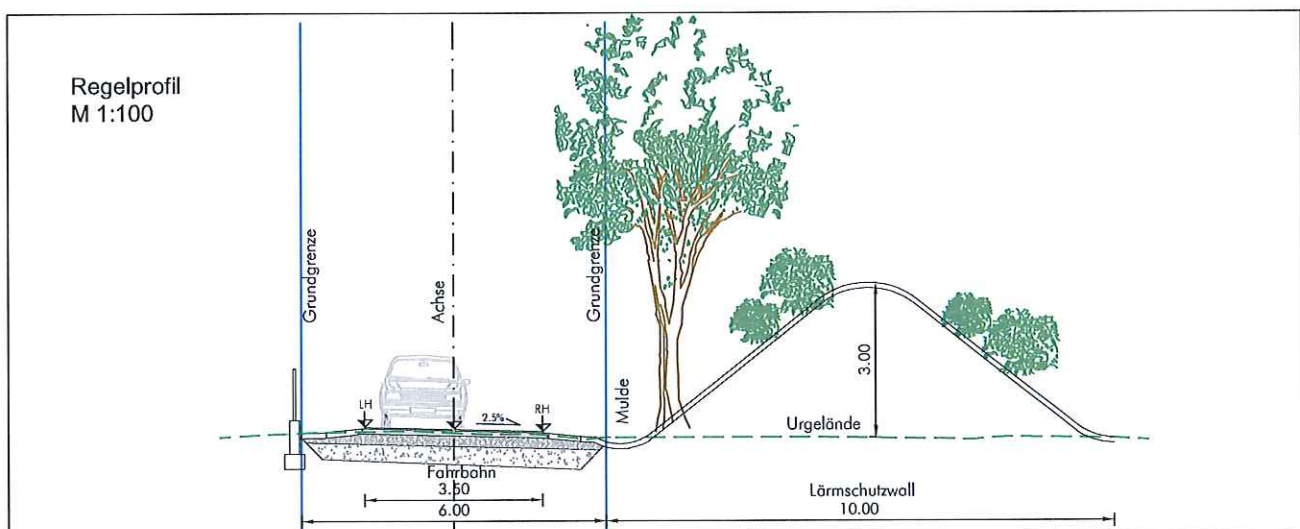 Regelprofil
M 1:100
Grundgrenze
Achse
Grundgrenze
Mulde
LH
2.5%
RH
3.00
Urgelände
Fahrbahn
3.50
6.00
Lärmschutzwall
10.00